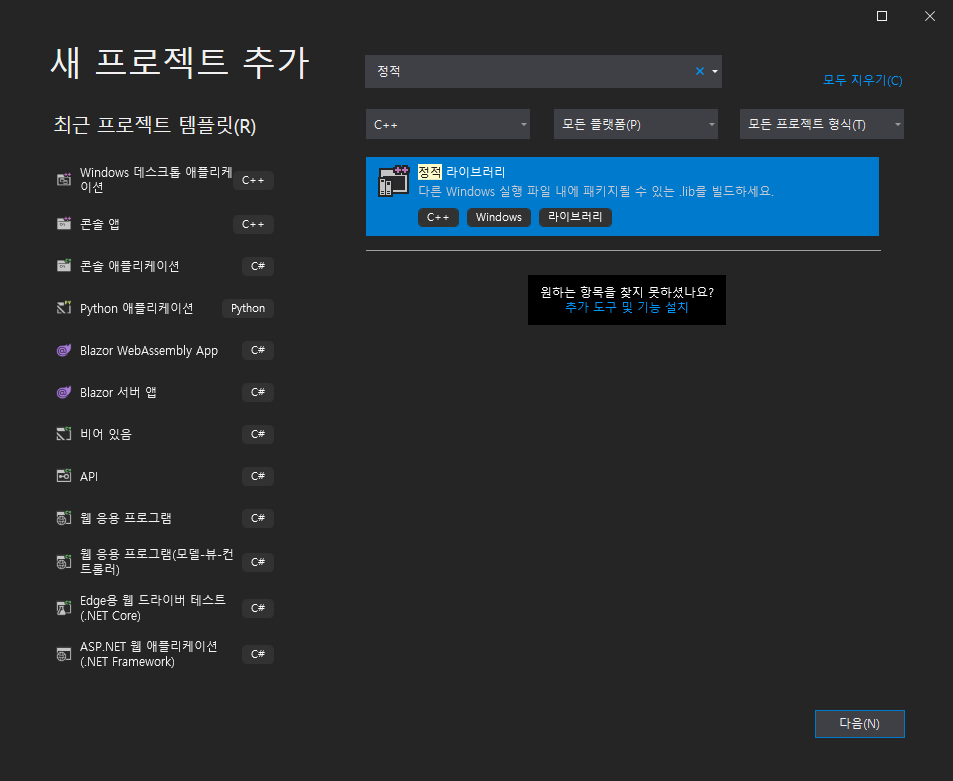 새 프로젝트 추가
최근 프로젝트 템플릿(R)
Windows 데스크톱 애플리케
이션
C++
콘솔 앱
C++
콘솔 애플리케이션
C#
Python 애플리케이션
Python
Blazor WebAssembly App
C#
Blazor 서버 앱
C#
비어 있음
C#
API
C#
웹 응용 프로그램
C#
웹 응용 프로그램(모델-뷰-컨
트롤러)
C#
Edge용 웹 드라이버 테스트
(.NET Core)
C#
ASP.NET 웹 애플리케이션
(.NET Framework)
C#
정적
모두 지우기(C)
C++
모든 플랫폼(P)
모든 프로젝트 형식(T)
정적 라이브러리
다른 Windows 실행 파일 내에 패키지될 수 있는 .lib를 빌드하세요.
C++ Windows 라이브러리
원하는 항목을 찾지 못하셨나요?
추가 도구 및 기능 설치
다음(N)